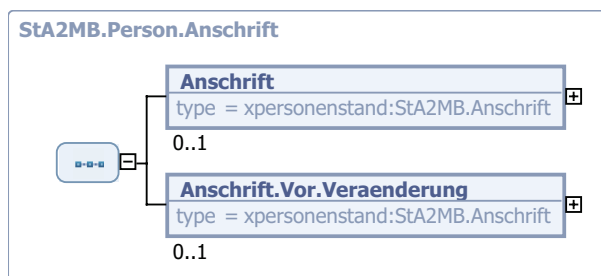 StA2MB.Person.Anschrift
Anschrift
type = xpersonenstand:StA2MB.Anschrift
0..1
Anschrift.Vor.Veraenderung
type = xpersonenstand:StA2MB.Anschrift
0..1